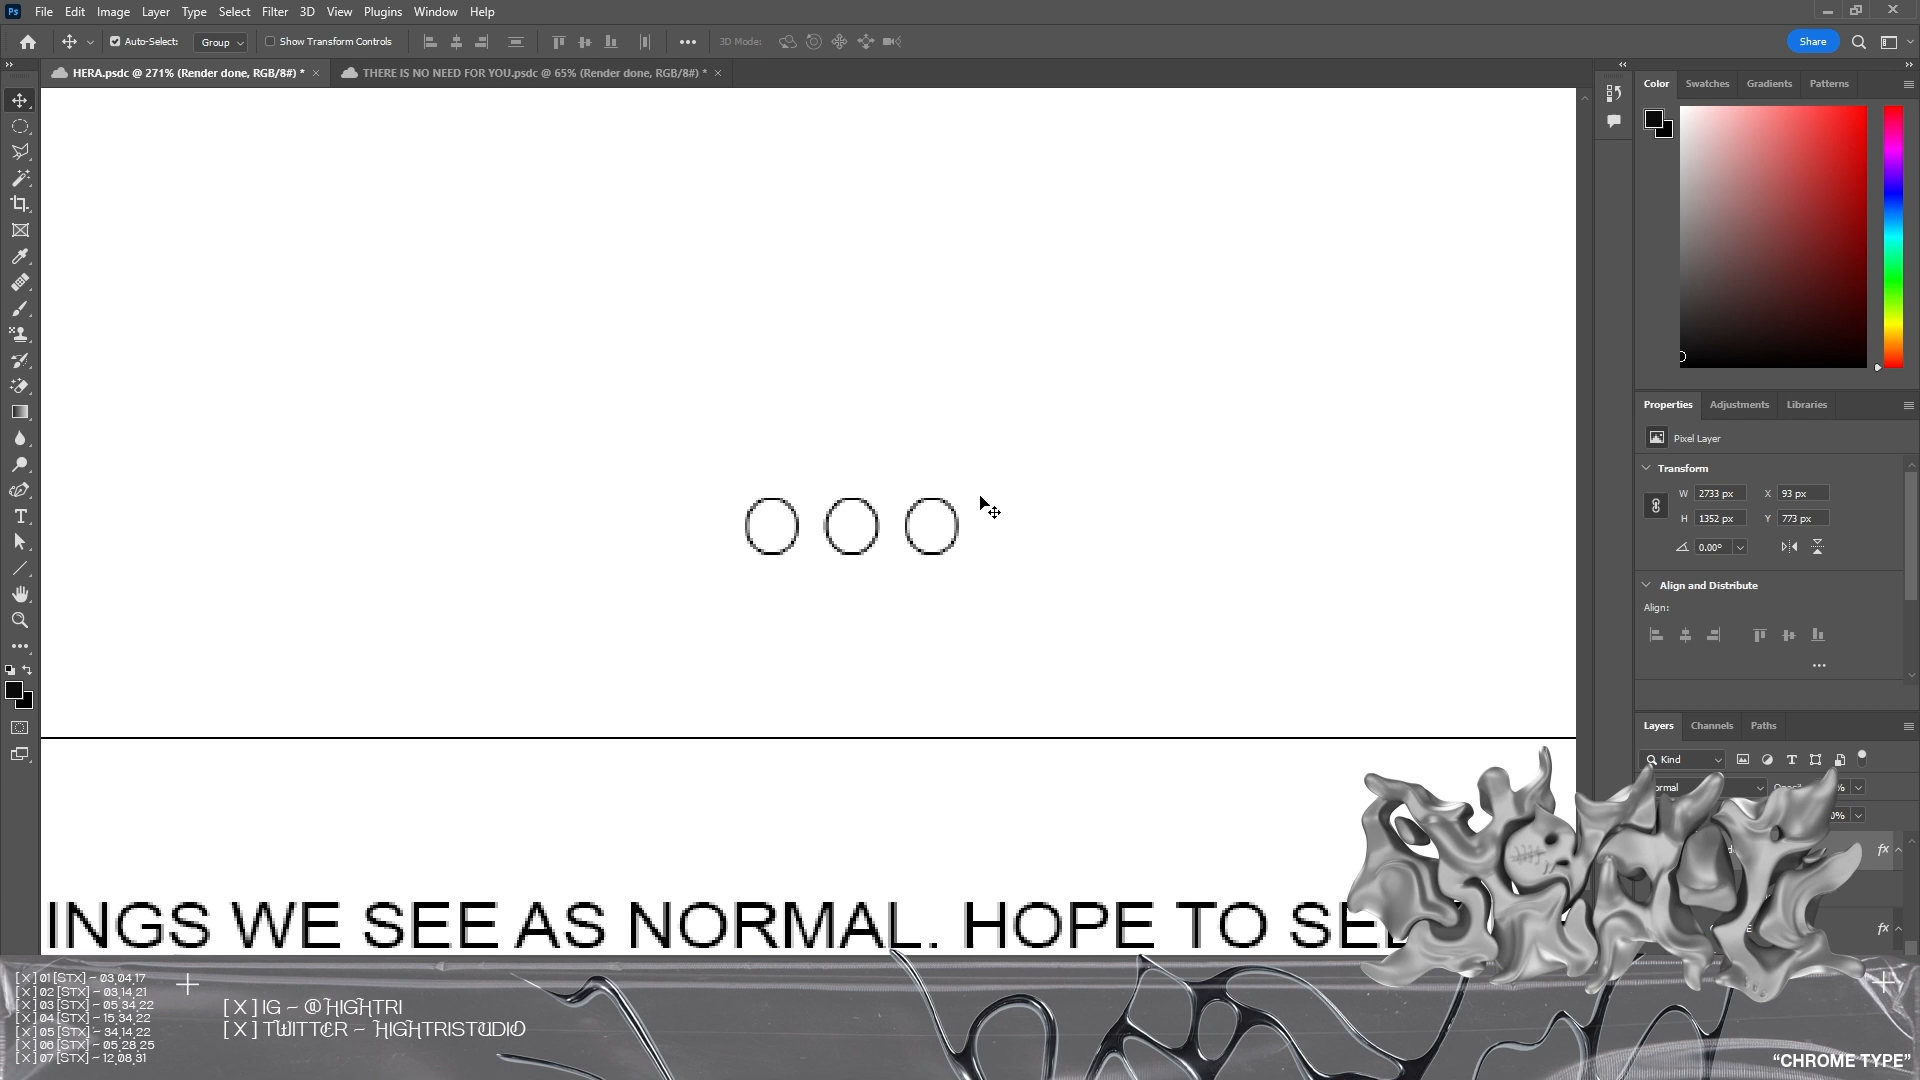 Ps File Edit Image Layer Type Select Filter 3D View Plugins Window Help
Auto-Select: Group Show Transform Controls 3D Mode: Share
HERA.psdc @ 271% (Render done, RGB/8#) * THERE IS NO NEED FOR YOU.psdc @ 65% (Render done, RGB/8#) *
Color Swatches Gradients Patterns
Properties Adjustments Libraries
Pixel Layer
Transform
W 2733 px X 93 px
H 1352 px Y 773 px
0.00°
Align and Distribute
Align:
Layers Channels Paths
Kind
fx
fx
INGS WE SEE AS NORMAL. HOPE TO SEE
[X] 01 [STX] – 03.04.17
[X] 02 [STX] – 03.14.21
[X] 03 [STX] – 05.34.22
[X] 04 [STX] – 15.34.22
[X] 05 [STX] – 34.14.22
[X] 06 [STX] – 05.28.25
[X] 07 [STX] – 12.08.31
[X] IG – @HIGHTRI
[X] TWITTER – HIGHTRISTUDIO
“CHROME TYPE”